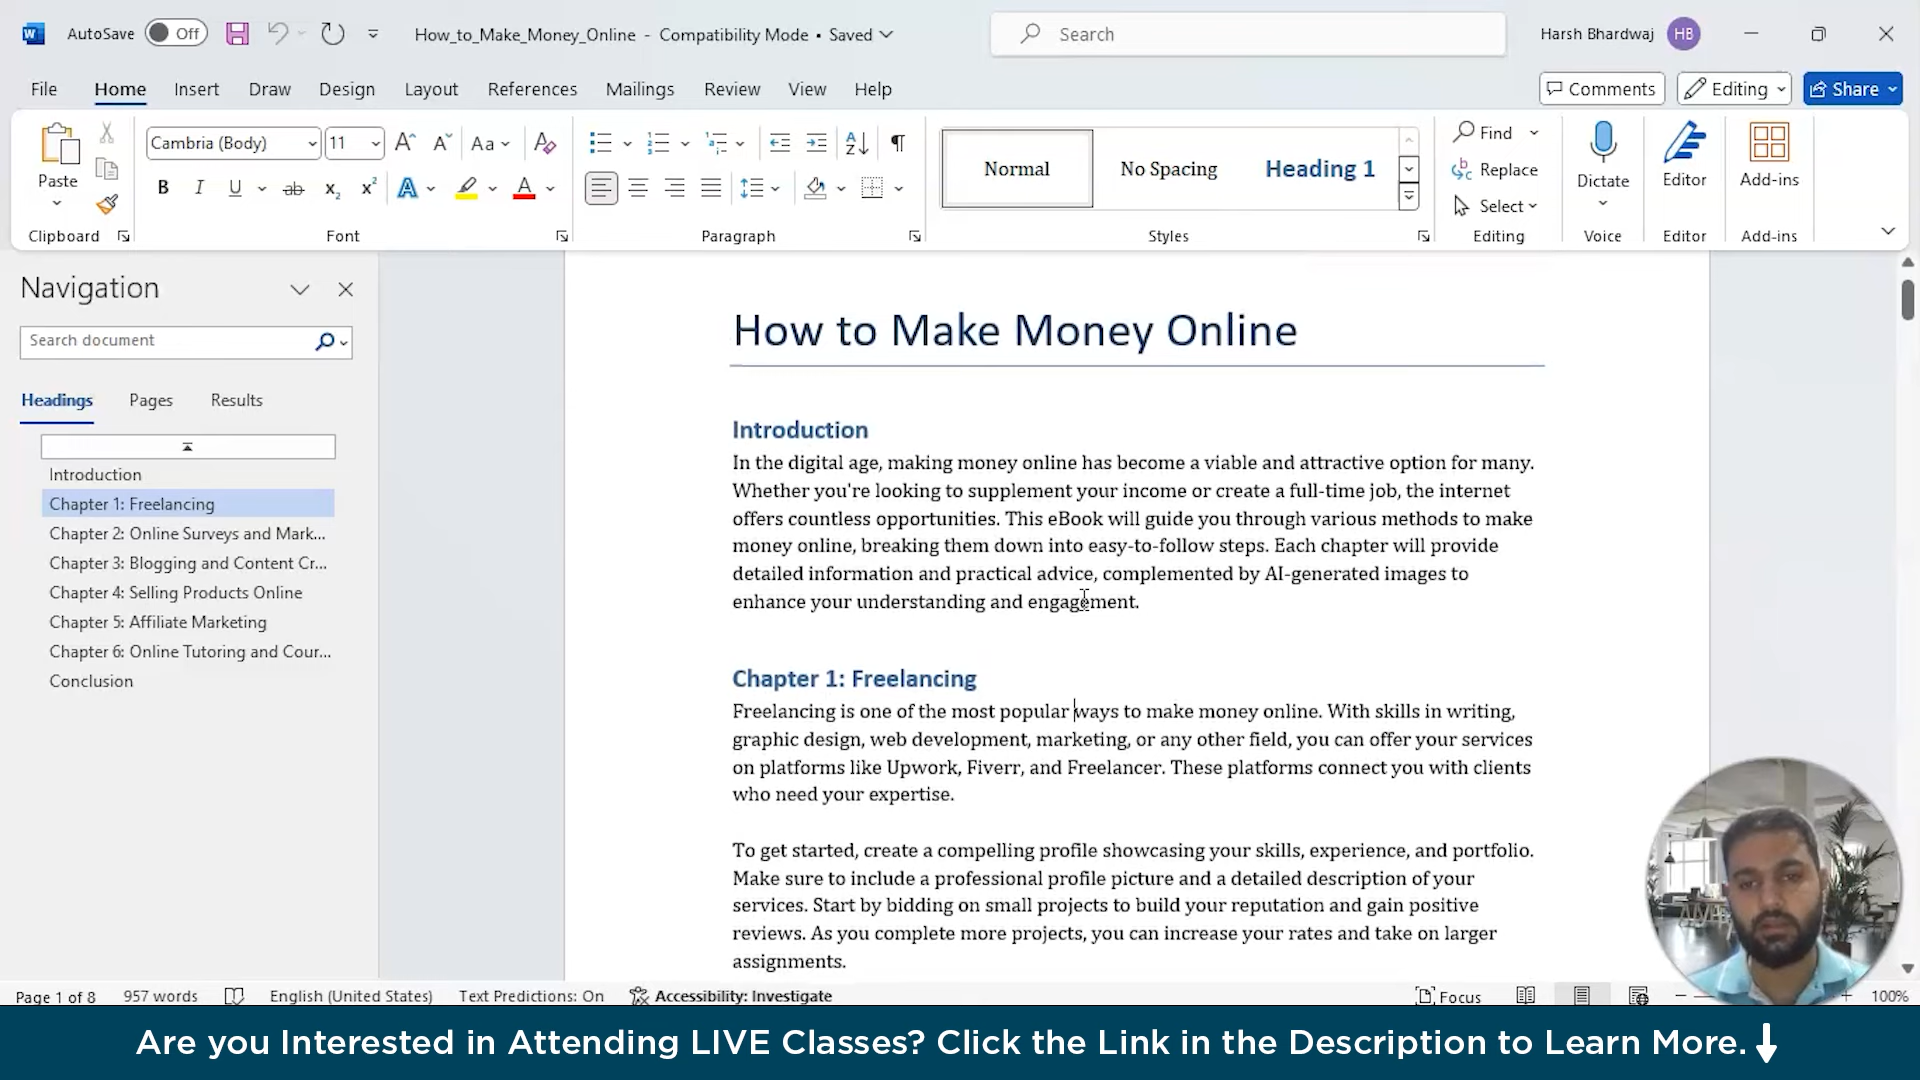 AutoSave Off How_to_Make_Money_Online - Compatibility Mode • Saved Search Harsh Bhardwaj HB
File Home Insert Draw Design Layout References Mailings Review View Help Comments Editing Share
Cambria (Body) 11 Aa
Paste B I U ab x₂ x² A A
Normal No Spacing Heading 1
Find
Replace
Select
Dictate Editor Add-ins
Clipboard Font Paragraph Styles Editing Voice Editor Add-ins
Navigation
Search document
Headings Pages Results
Introduction
Chapter 1: Freelancing
Chapter 2: Online Surveys and Mark...
Chapter 3: Blogging and Content Cr...
Chapter 4: Selling Products Online
Chapter 5: Affiliate Marketing
Chapter 6: Online Tutoring and Cour...
Conclusion
How to Make Money Online
Introduction
In the digital age, making money online has become a viable and attractive option for many.
Whether you're looking to supplement your income or create a full-time job, the internet
offers countless opportunities. This eBook will guide you through various methods to make
money online, breaking them down into easy-to-follow steps. Each chapter will provide
detailed information and practical advice, complemented by AI-generated images to
enhance your understanding and engagement.
Chapter 1: Freelancing
Freelancing is one of the most popular ways to make money online. With skills in writing,
graphic design, web development, marketing, or any other field, you can offer your services
on platforms like Upwork, Fiverr, and Freelancer. These platforms connect you with clients
who need your expertise.
To get started, create a compelling profile showcasing your skills, experience, and portfolio.
Make sure to include a professional profile picture and a detailed description of your
services. Start by bidding on small projects to build your reputation and gain positive
reviews. As you complete more projects, you can increase your rates and take on larger
assignments.
Page 1 of 8 957 words English (United States) Text Predictions: On Accessibility: Investigate Focus 100%
Are you Interested in Attending LIVE Classes? Click the Link in the Description to Learn More.